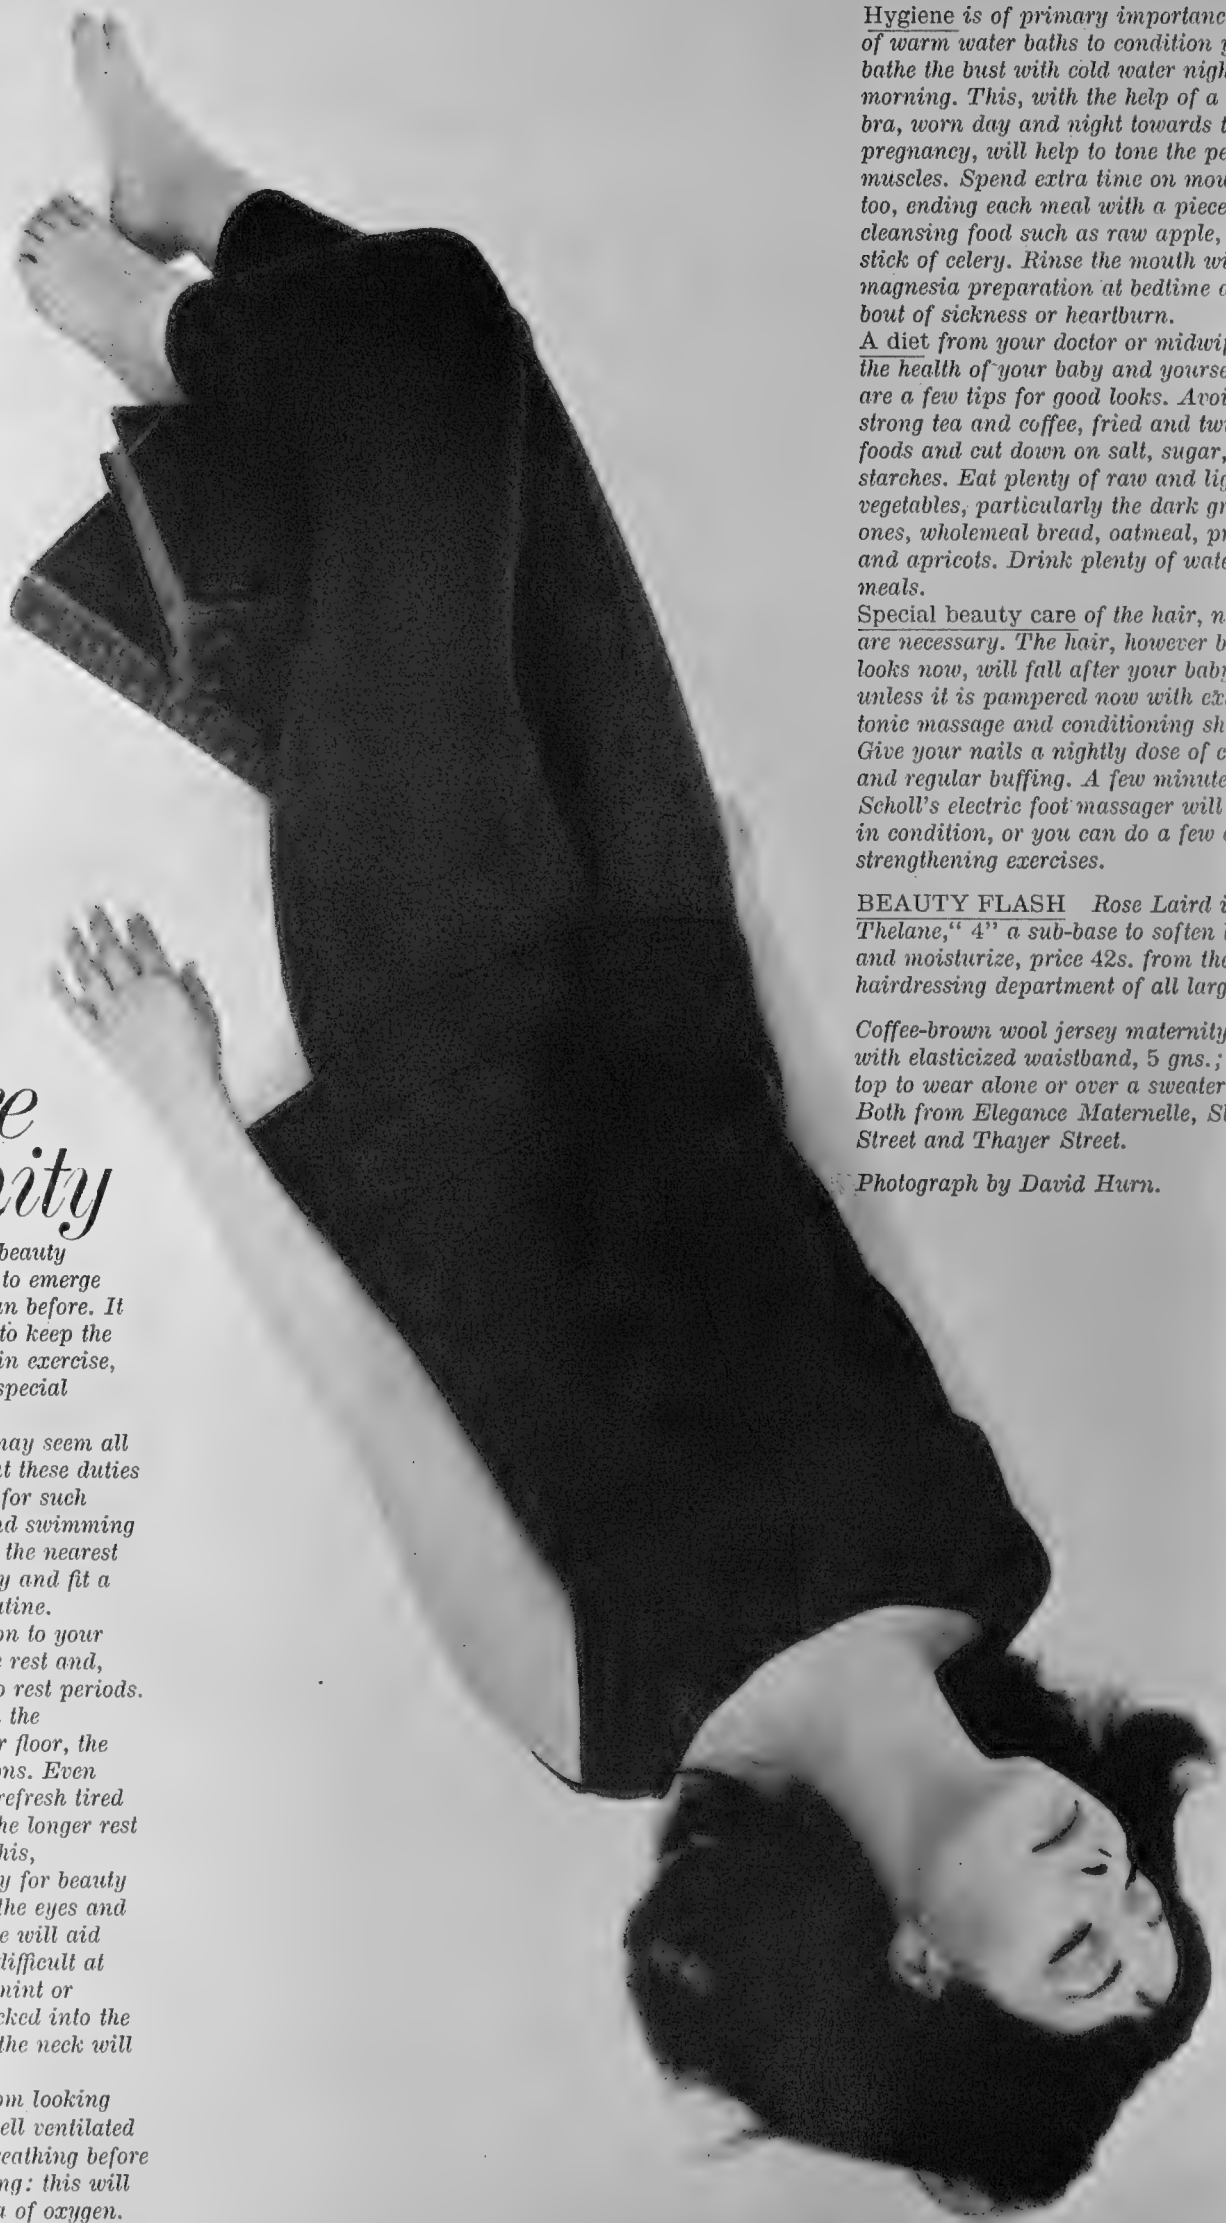 re
nity
beauty
to emerge
an before. It
to keep the
in exercise,
special
may seem all
at these duties
for such
nd swimming
the nearest
y and fit a
utine.
on to your
rest and,
o rest periods.
the
r floor, the
ons. Even
refresh tired
he longer rest
his,
y for beauty
the eyes and
e will aid
difficult at
mint or
cked into the
the neck will
om looking
ell ventilated
reathing before
ng: this will
a of oxygen.
Hygiene is of primary importanc
of warm water baths to condition y
bathe the bust with cold water nigh
morning. This, with the help of a
bra, worn day and night towards t
pregnancy, will help to tone the pe
muscles. Spend extra time on mou
too, ending each meal with a piece
cleansing food such as raw apple,
stick of celery. Rinse the mouth wi
magnesia preparation at bedtime a
bout of sickness or heartburn.
A diet from your doctor or midwif
the health of your baby and yourse
are a few tips for good looks. Avoi
strong tea and coffee, fried and twi
foods and cut down on salt, sugar,
starches. Eat plenty of raw and lig
vegetables, particularly the dark gr
ones, wholemeal bread, oatmeal, pr
and apricots. Drink plenty of wate
meals.
Special beauty care of the hair, n
are necessary. The hair, however b
looks now, will fall after your baby
unless it is pampered now with ex
tonic massage and conditioning sh
Give your nails a nightly dose of c
and regular buffing. A few minute
Scholl's electric foot massager will
in condition, or you can do a few
strengthening exercises.
BEAUTY FLASH Rose Laird i
Thelane,“ 4” a sub-base to soften
and moisturize, price 42s. from the
hairdressing department of all larg
Coffee-brown wool jersey maternity
with elasticized waistband, 5 gns.;
top to wear alone or over a sweater
Both from Elegance Maternelle, Sl
Street and Thayer Street.
Photograph by David Hurn.